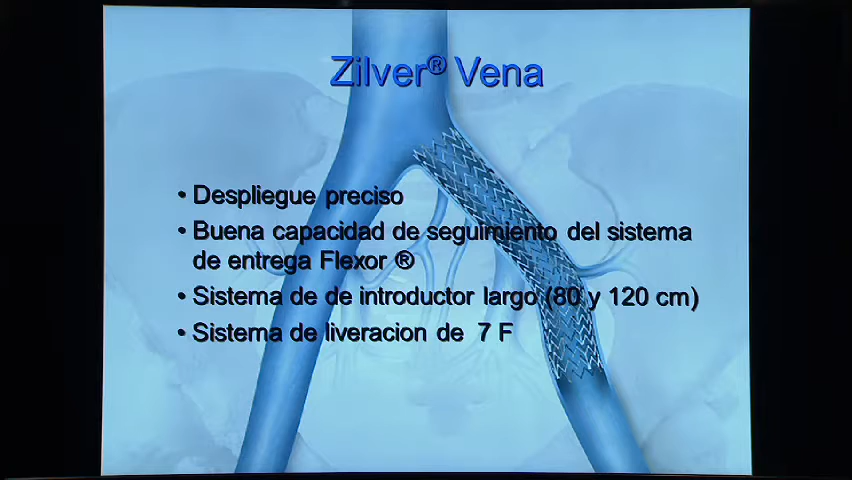 Zilver® Vena
• Despliegue preciso
• Buena capacidad de seguimiento del sistema
de entrega Flexor ®
• Sistema de de introductor largo (80 y 120 cm)
• Sistema de liveracion de 7 F